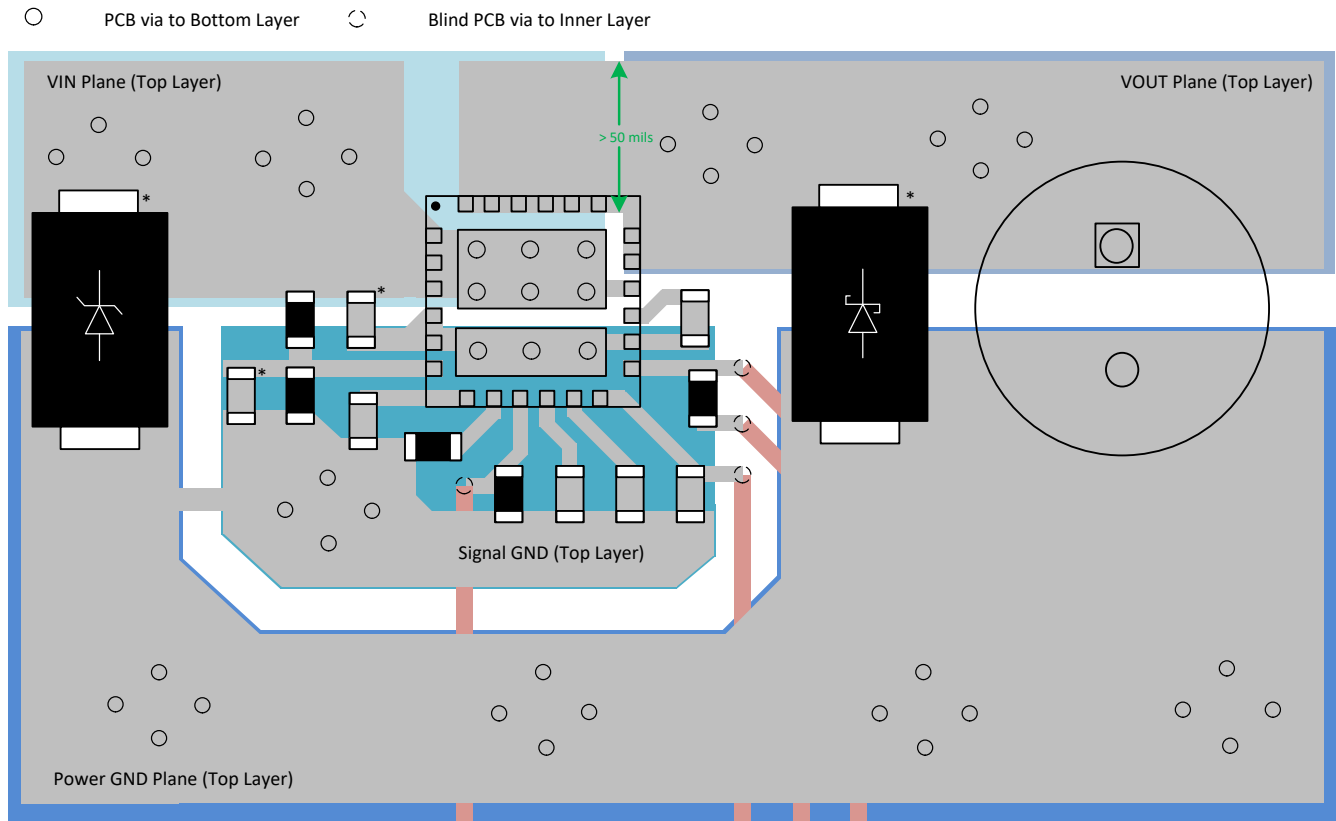 PCB via to Bottom Layer
Blind PCB via to Inner Layer
VIN Plane (Top Layer)
VOUT Plane (Top Layer)
> 50 mils
*
*
*
*
Signal GND (Top Layer)
Power GND Plane (Top Layer)